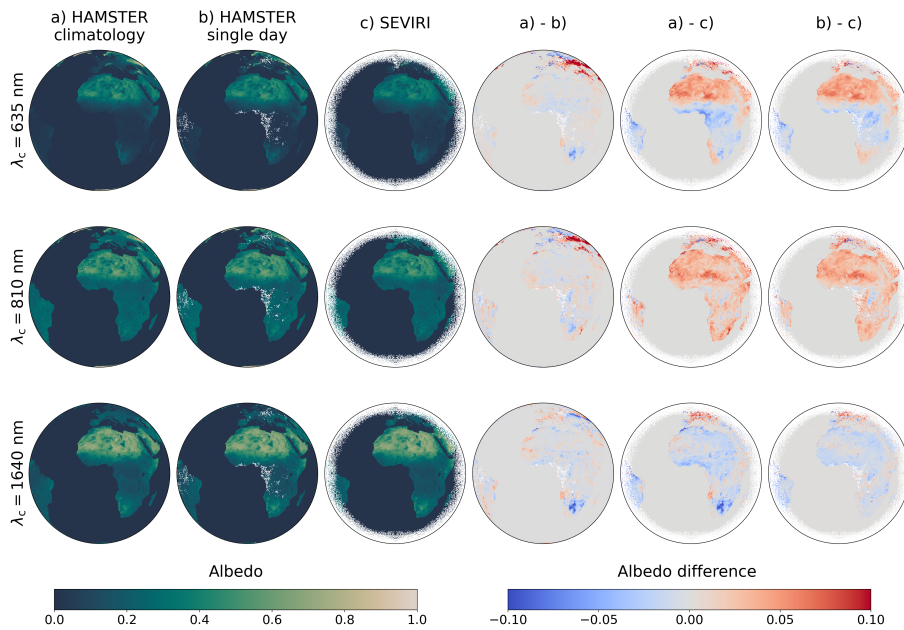 a) HAMSTER
climatology
b) HAMSTER
single day
c) SEVIRI
a) - b)
a) - c)
b) - c)
λc = 635 nm
λc = 810 nm
λc = 1640 nm
Albedo
0.0 0.2 0.4 0.6 0.8 1.0
Albedo difference
−0.10 −0.05 0.00 0.05 0.10